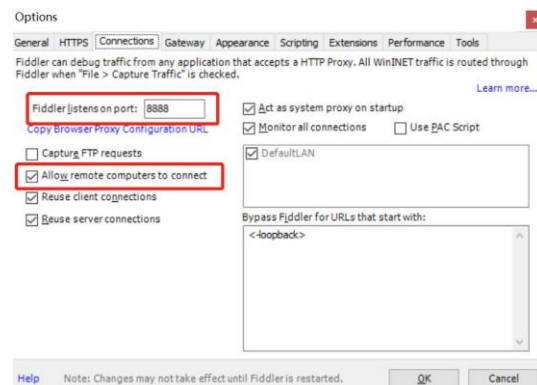 Options
General HTTPS Connections Gateway Appearance Scripting Extensions Performance Tools
Fiddler can debug traffic from any application that accepts a HTTP Proxy. All WinINET traffic is routed through
Fiddler when "File > Capture Traffic" is checked.
Learn more...
Fiddler listens on port: 8888
Copy Browser Proxy Configuration URL
Capture FTP requests
Allow remote computers to connect
Reuse client connections
Reuse server connections
Act as system proxy on startup
Monitor all connections Use PAC Script
DefaultLAN
Bypass Fiddler for URLs that start with:
<-loopback>
Help Note: Changes may not take effect until Fiddler is restarted. OK Cancel